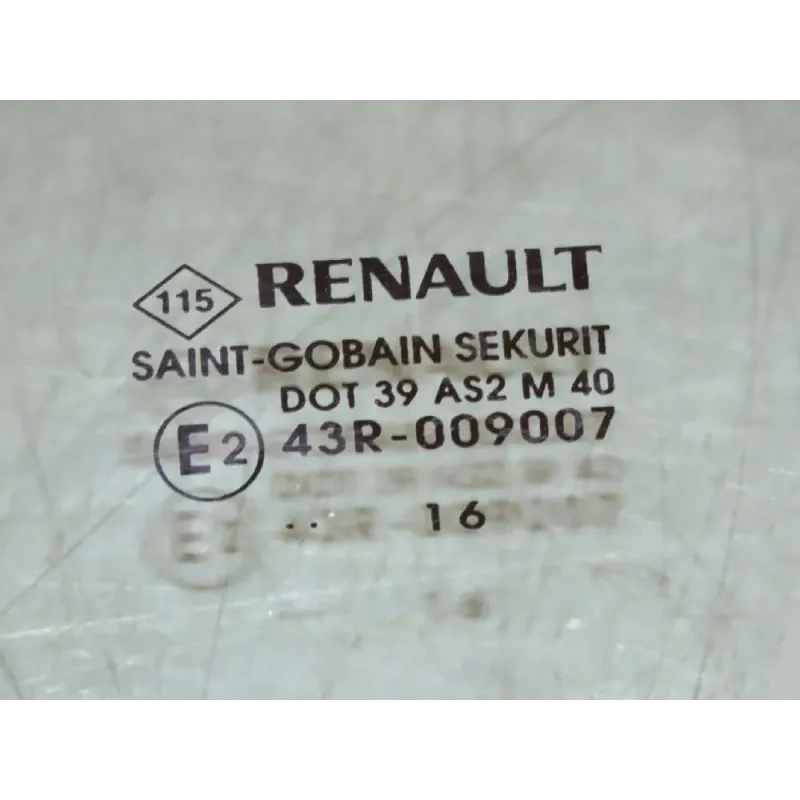 115 RENAULT
SAINT-GOBAIN SEKURIT
DOT 39 AS2 M 40
E2 43R-009007
.. 16